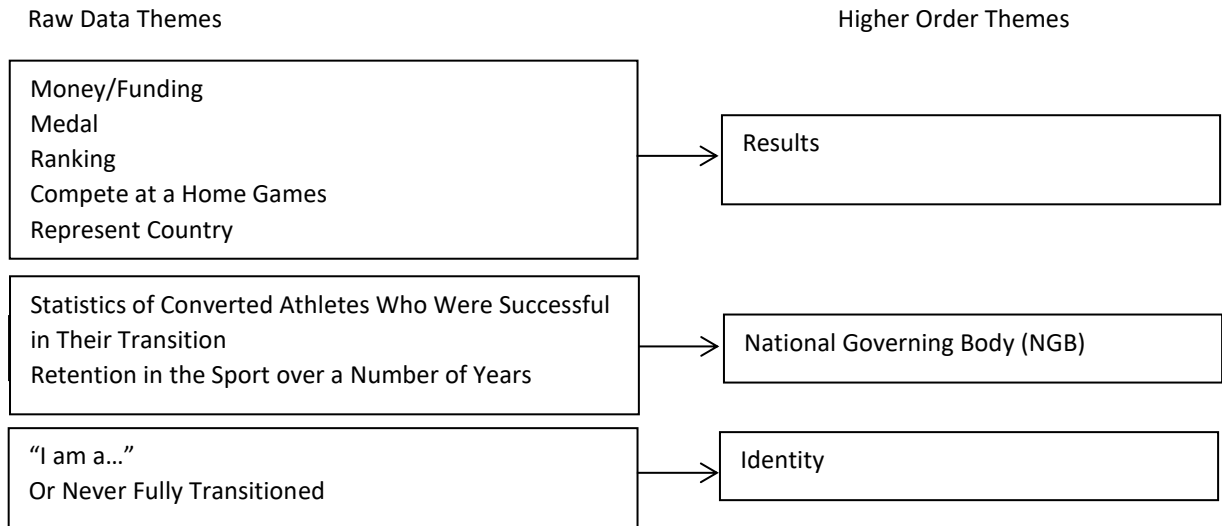 Raw Data Themes
Higher Order Themes
Money/Funding
Medal
Ranking
Compete at a Home Games
Represent Country
Results
Statistics of Converted Athletes Who Were Successful
in Their Transition
Retention in the Sport over a Number of Years
National Governing Body (NGB)
“I am a…”
Or Never Fully Transitioned
Identity